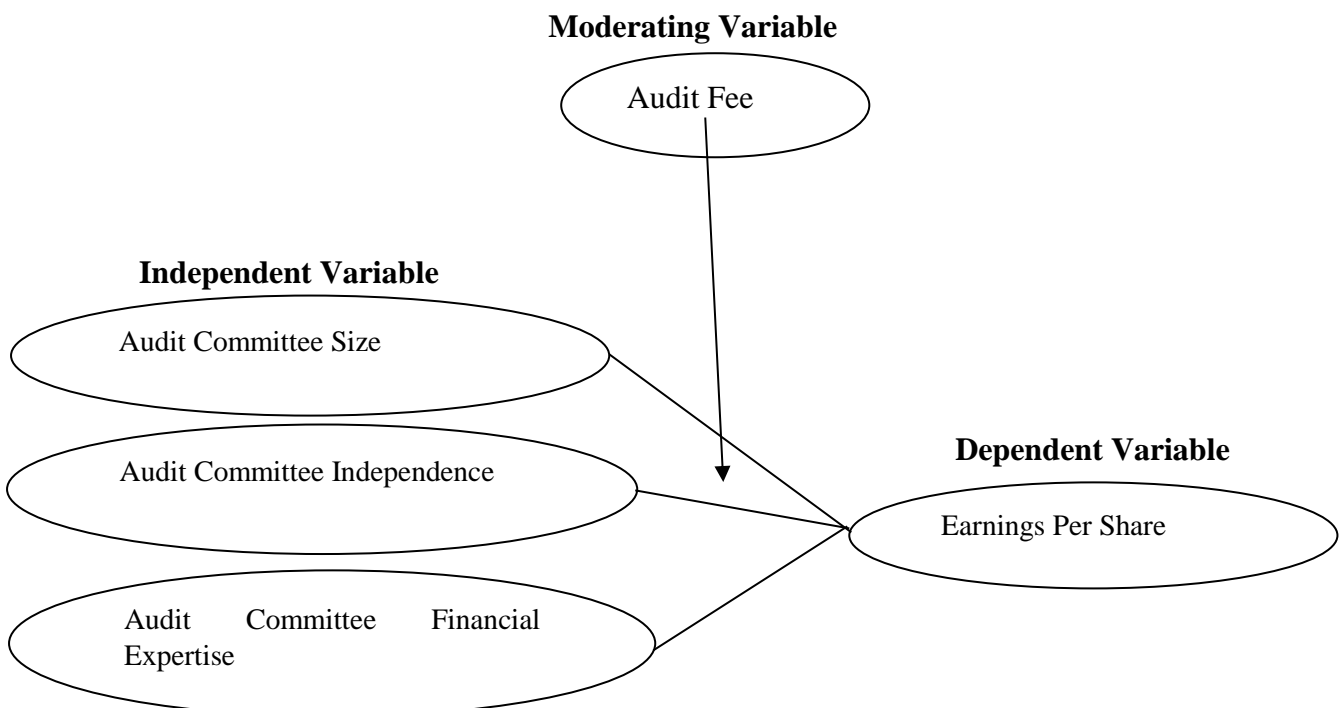 Moderating Variable
Audit Fee
Independent Variable
Audit Committee Size
Audit Committee Independence
Dependent Variable
Earnings Per Share
Audit Committee Financial
Expertise